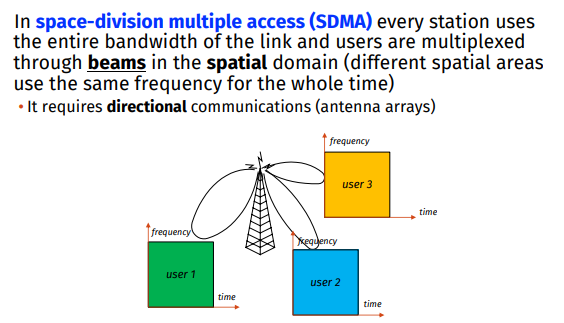 In space-division multiple access (SDMA) every station uses
the entire bandwidth of the link and users are multiplexed
through beams in the spatial domain (different spatial areas
use the same frequency for the whole time)
• It requires directional communications (antenna arrays)
frequency
user 3
time
frequency
user 1
time
frequency
user 2
time